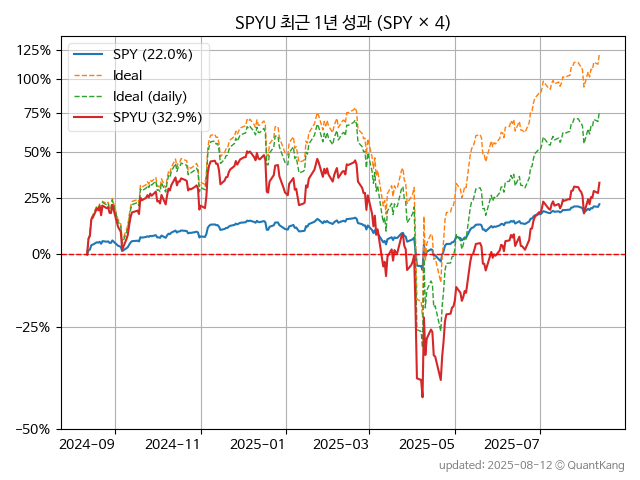 SPYU 최근 1년 성과 (SPY × 4)
125%
100%
75%
50%
25%
0%
−25%
−50%
SPY (22.0%)
Ideal
Ideal (daily)
SPYU (32.9%)
2024−09
2024−11
2025−01
2025−03
2025−05
2025−07
updated: 2025-08-12 © QuantKang